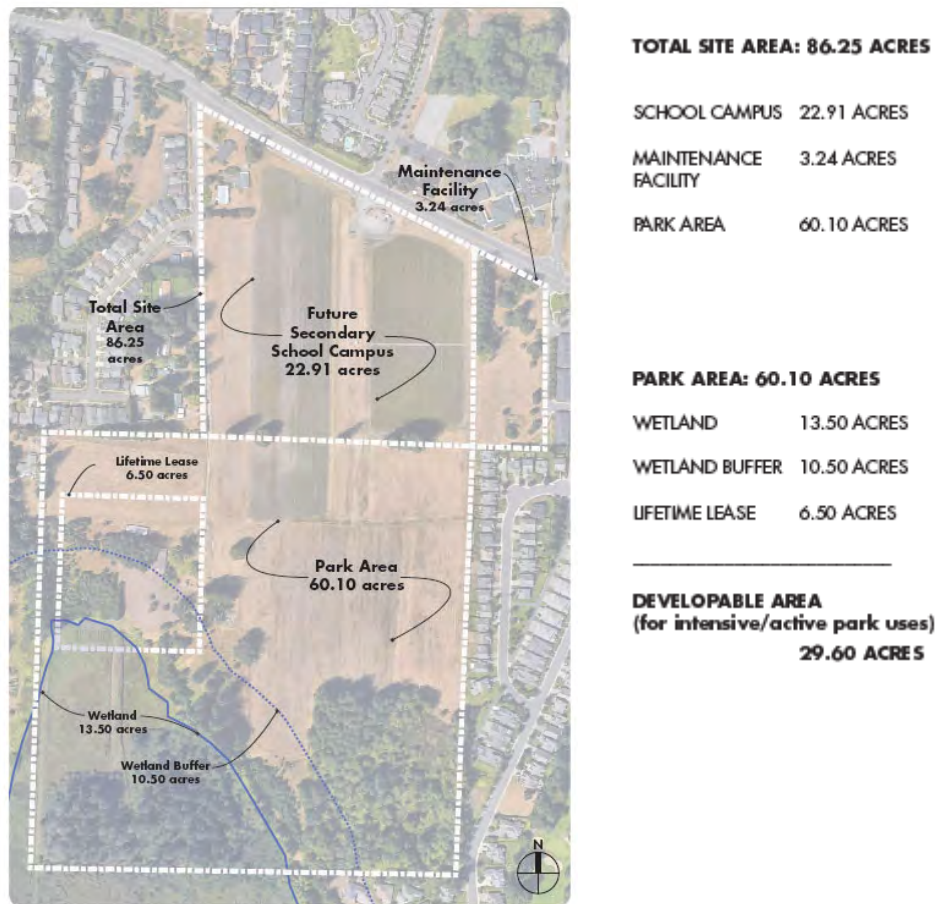 TOTAL SITE AREA: 86.25 ACRES
SCHOOL CAMPUS 22.91 ACRES
MAINTENANCE 3.24 ACRES
FACILITY
PARK AREA 60.10 ACRES
PARK AREA: 60.10 ACRES
WETLAND 13.50 ACRES
WETLAND BUFFER 10.50 ACRES
LIFETIME LEASE 6.50 ACRES
DEVELOPABLE AREA
(for intensive/active park uses)
29.60 ACRES
Maintenance
Facility
3.24 acres
Total Site
Area
86.25
acres
Future
Secondary
School Campus
22.91 acres
Lifetime Lease
6.50 acres
Park Area
60.10 acres
Wetland
13.50 acres
Wetland Buffer
10.50 acres
N